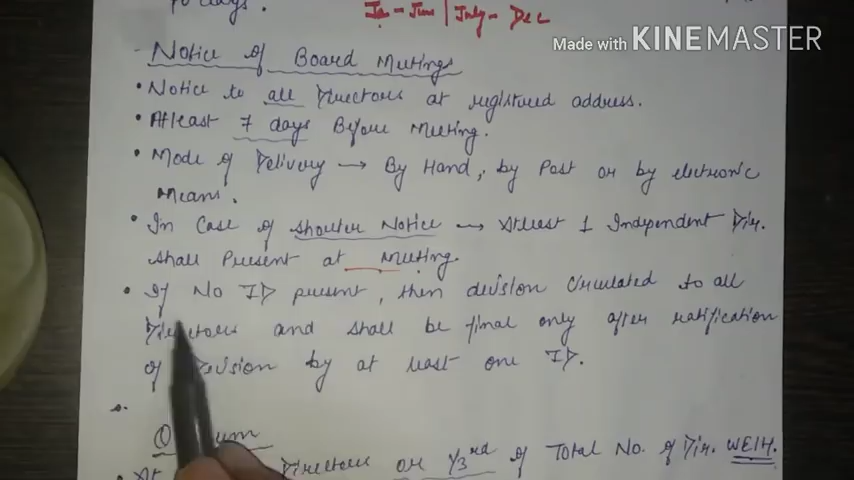 days.
Jan - June | July - Dec
Made with KINEMASTER
- Notice of Board Meetings
• Notice to all Directors at registered address.
• Atleast 7 days Before Meeting.
• Mode of Delivery → By Hand, by Post or by electronic
Means.
• In Case of shorter Notice → Atleast 1 Independent Dir.
shall Present at Meeting.
• If No ID present, then decision circulated to all
Directors and shall be final only after ratification
of Decision by at least one ID.
•
• At Directors or 1/3rd of Total No. of Dir. WEIH.